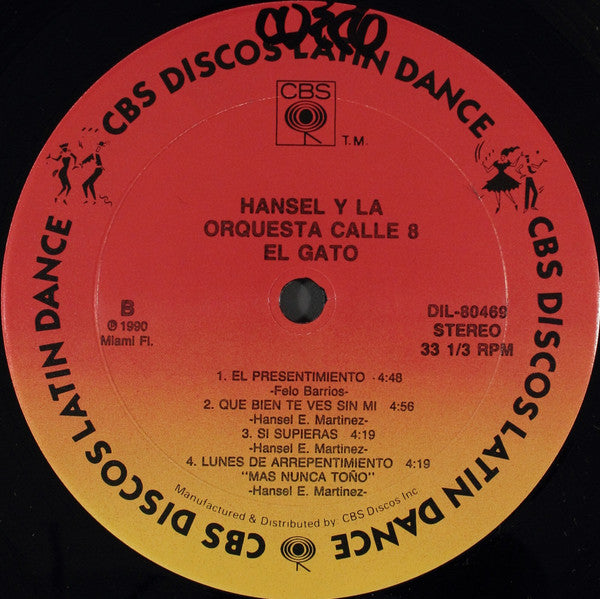 CBS DISCOS LATIN DANCE
CBS
T.M.
HANSEL Y LA
ORQUESTA CALLE 8
EL GATO
B
℗ 1990
Miami Fl.
DIL-80469
STEREO
33 1/3 RPM
1. EL PRESENTIMIENTO - 4:48
-Felo Barrios-
2. QUE BIEN TE VES SIN MI 4:56
-Hansel E. Martinez-
3. SI SUPIERAS 4:19
-Hansel E. Martinez-
4. LUNES DE ARREPENTIMIENTO 4:19
"MAS NUNCA TOÑO"
-Hansel E. Martinez-
Manufactured & Distributed by: CBS Discos Inc
CBS DISCOS LATIN DANCE
CBS DISCOS LATIN DANCE